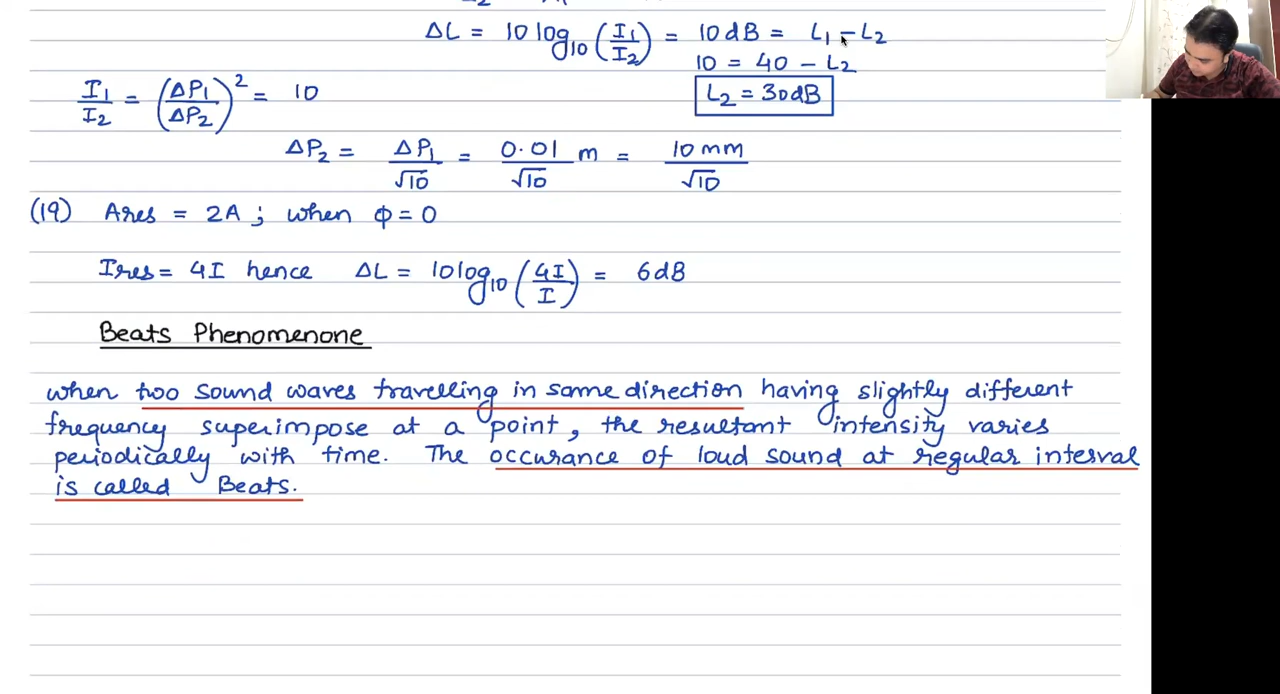 ΔL = 10 log₁₀ (I₁/I₂) = 10 dB = L₁ - L₂
10 = 40 - L₂
I₁/I₂ = (ΔP₁/ΔP₂)² = 10
L₂ = 30dB
ΔP₂ = ΔP₁/√10 = 0.01/√10 m = 10 mm/√10
(19) Ares = 2A ; when φ = 0
Ires = 4I hence ΔL = 10 log₁₀ (4I/I) = 6 dB
Beats Phenomenone
when two sound waves travelling in same direction having slightly different
frequency superimpose at a point, the resultant intensity varies
periodically with time. The occurance of loud sound at regular interval
is called Beats.